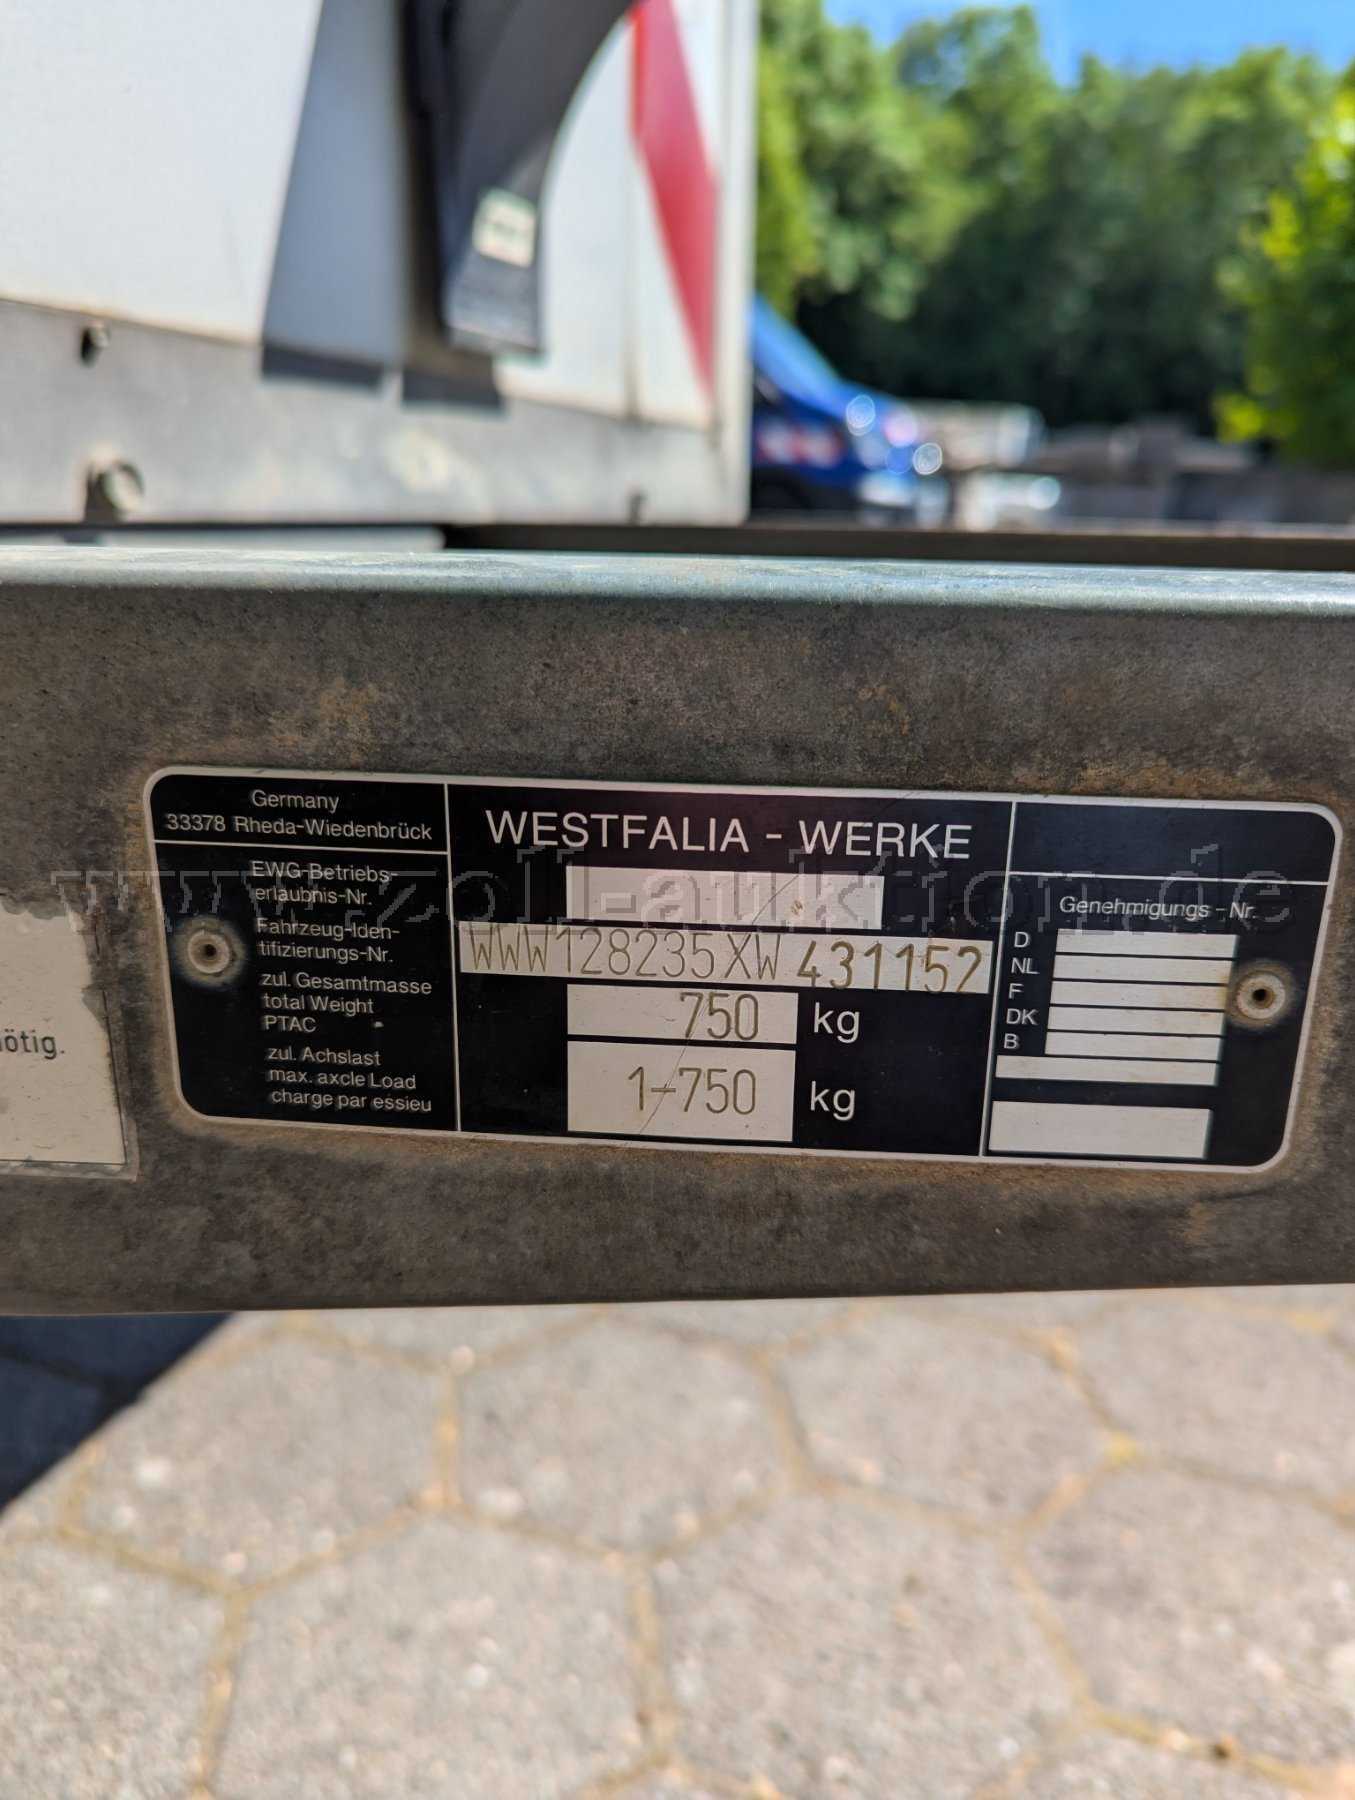 Germany
33378 Rheda-Wiedenbrück
WESTFALIA - WERKE
www.zoll-auktion.de
EWG-Betriebs-
erlaubnis-Nr.
Fahrzeug-Iden-
tifizierungs-Nr.
WWW128235XW431152
zul. Gesamtmasse
total Weight
PTAC
750 kg
zul. Achslast
max. axcle Load
charge par essieu
1-750 kg
Genehmigungs - Nr.
D
NL
F
DK
B
ötig.